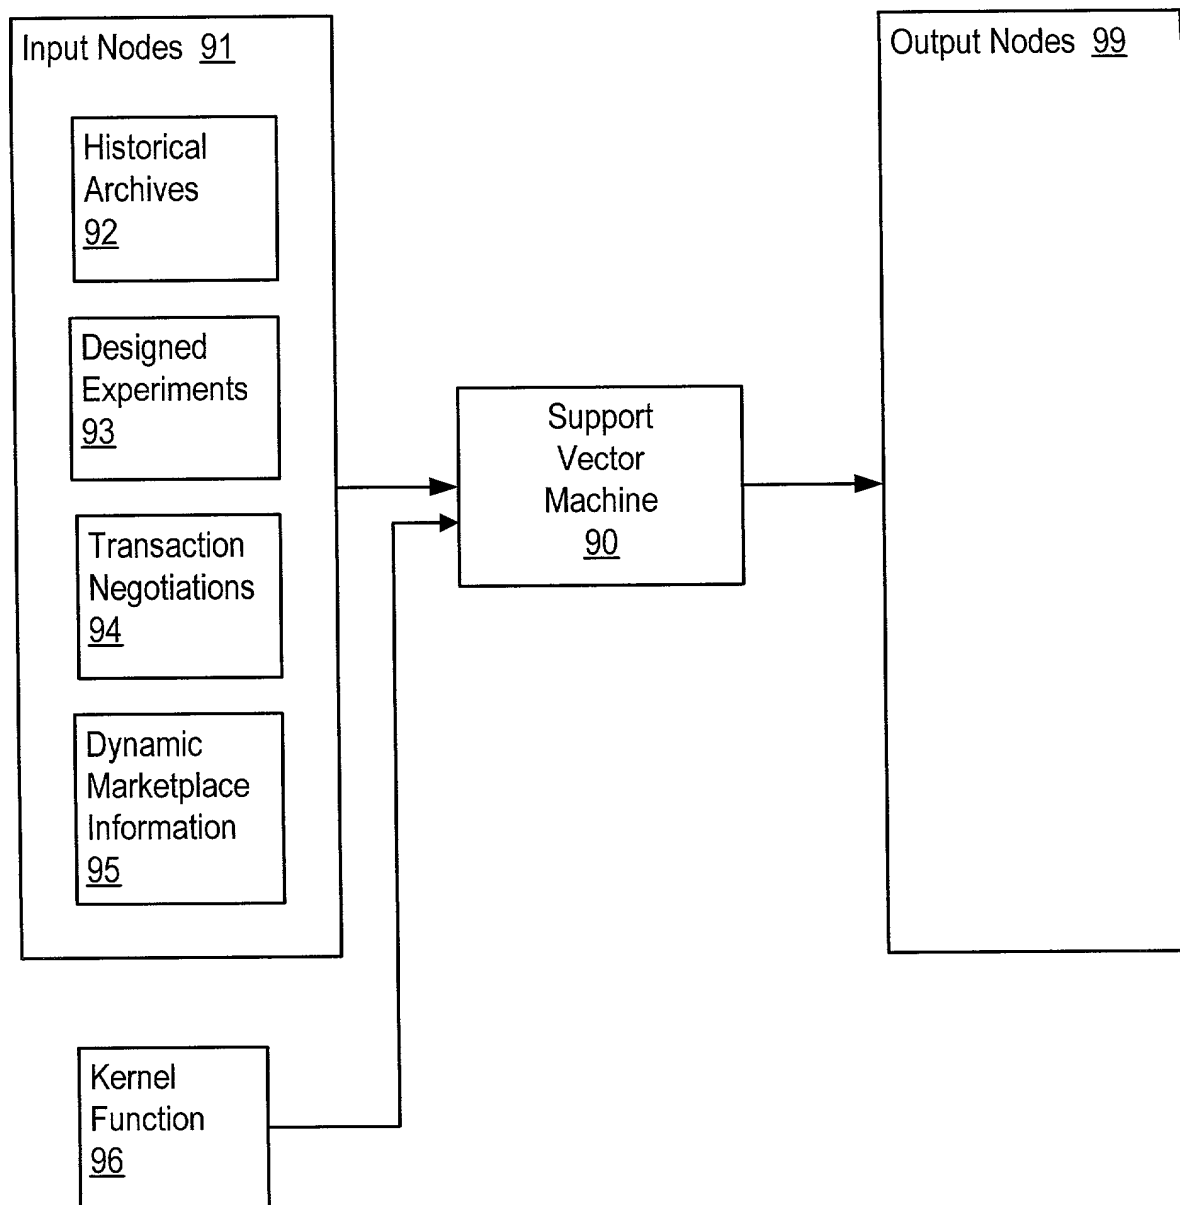 Input Nodes 91
Historical
Archives
92
Designed
Experiments
93
Transaction
Negotiations
94
Dynamic
Marketplace
Information
95
Kernel
Function
96
Support
Vector
Machine
90
Output Nodes 99